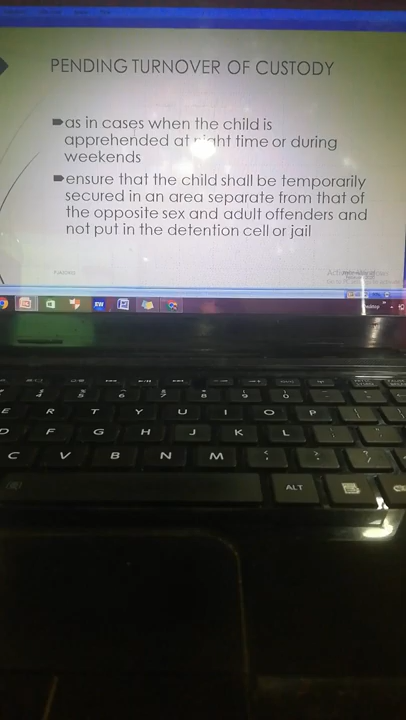 PENDING TURNOVER OF CUSTODY
as in cases when the child is
apprehended at night time or during
weekends
ensure that the child shall be temporarily
secured in an area separate from that of
the opposite sex and adult offenders and
not put in the detention cell or jail
E R T Y U I O P
D F G H J K L
C V B N M
ALT